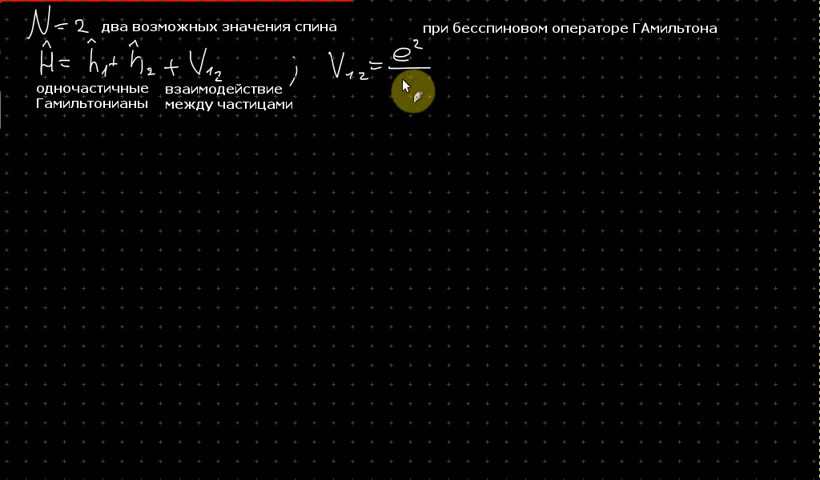 N = 2 два возможных значения спина при бесспиновом операторе ГАмильтона
Ĥ = ĥ₁ + ĥ₂ + V₁₂ ; V₁₂ = e²/
одночастичные взаимодействие
Гамильтонианы между частицами